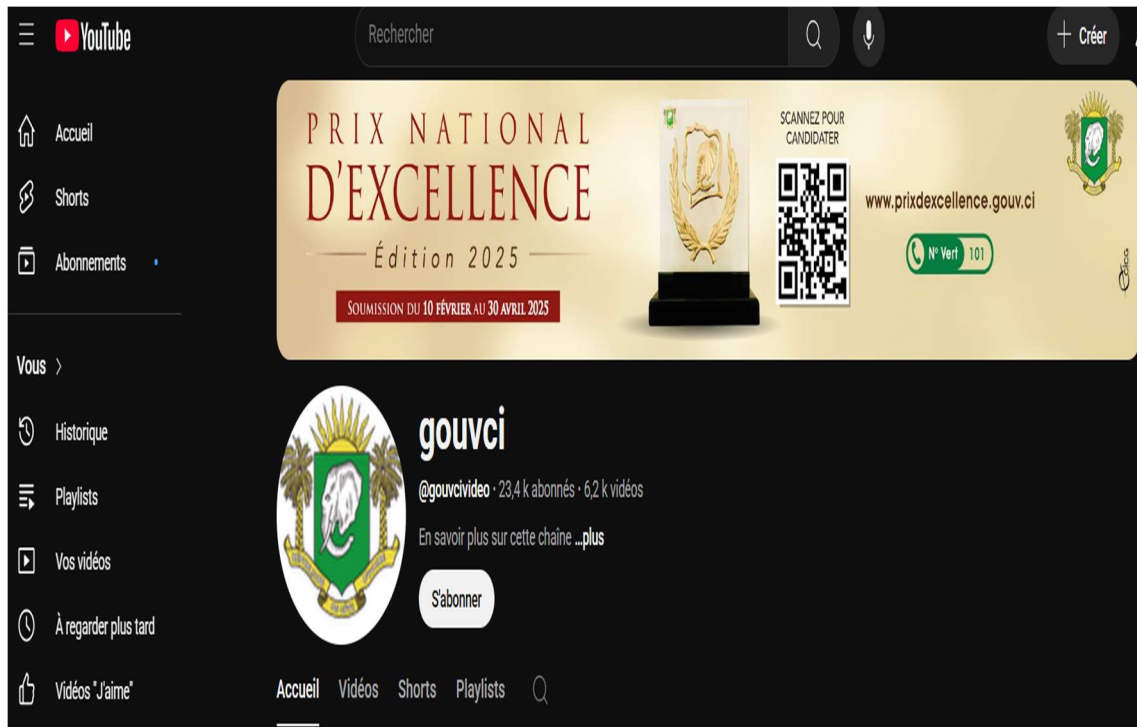 YouTube
Rechercher
Créer
Accueil
Shorts
Abonnements
Vous
Historique
Playlists
Vos vidéos
À regarder plus tard
Vidéos "J'aime"
PRIX NATIONAL
D'EXCELLENCE
Édition 2025
SOUMISSION DU 10 FÉVRIER AU 30 AVRIL 2025
SCANNEZ POUR
CANDIDATER
www.prixdexcellence.gouv.ci
N° Vert 101
gouvci
@gouvcivideo · 23,4 k abonnés · 6,2 k vidéos
En savoir plus sur cette chaîne ...plus
S'abonner
Accueil Vidéos Shorts Playlists